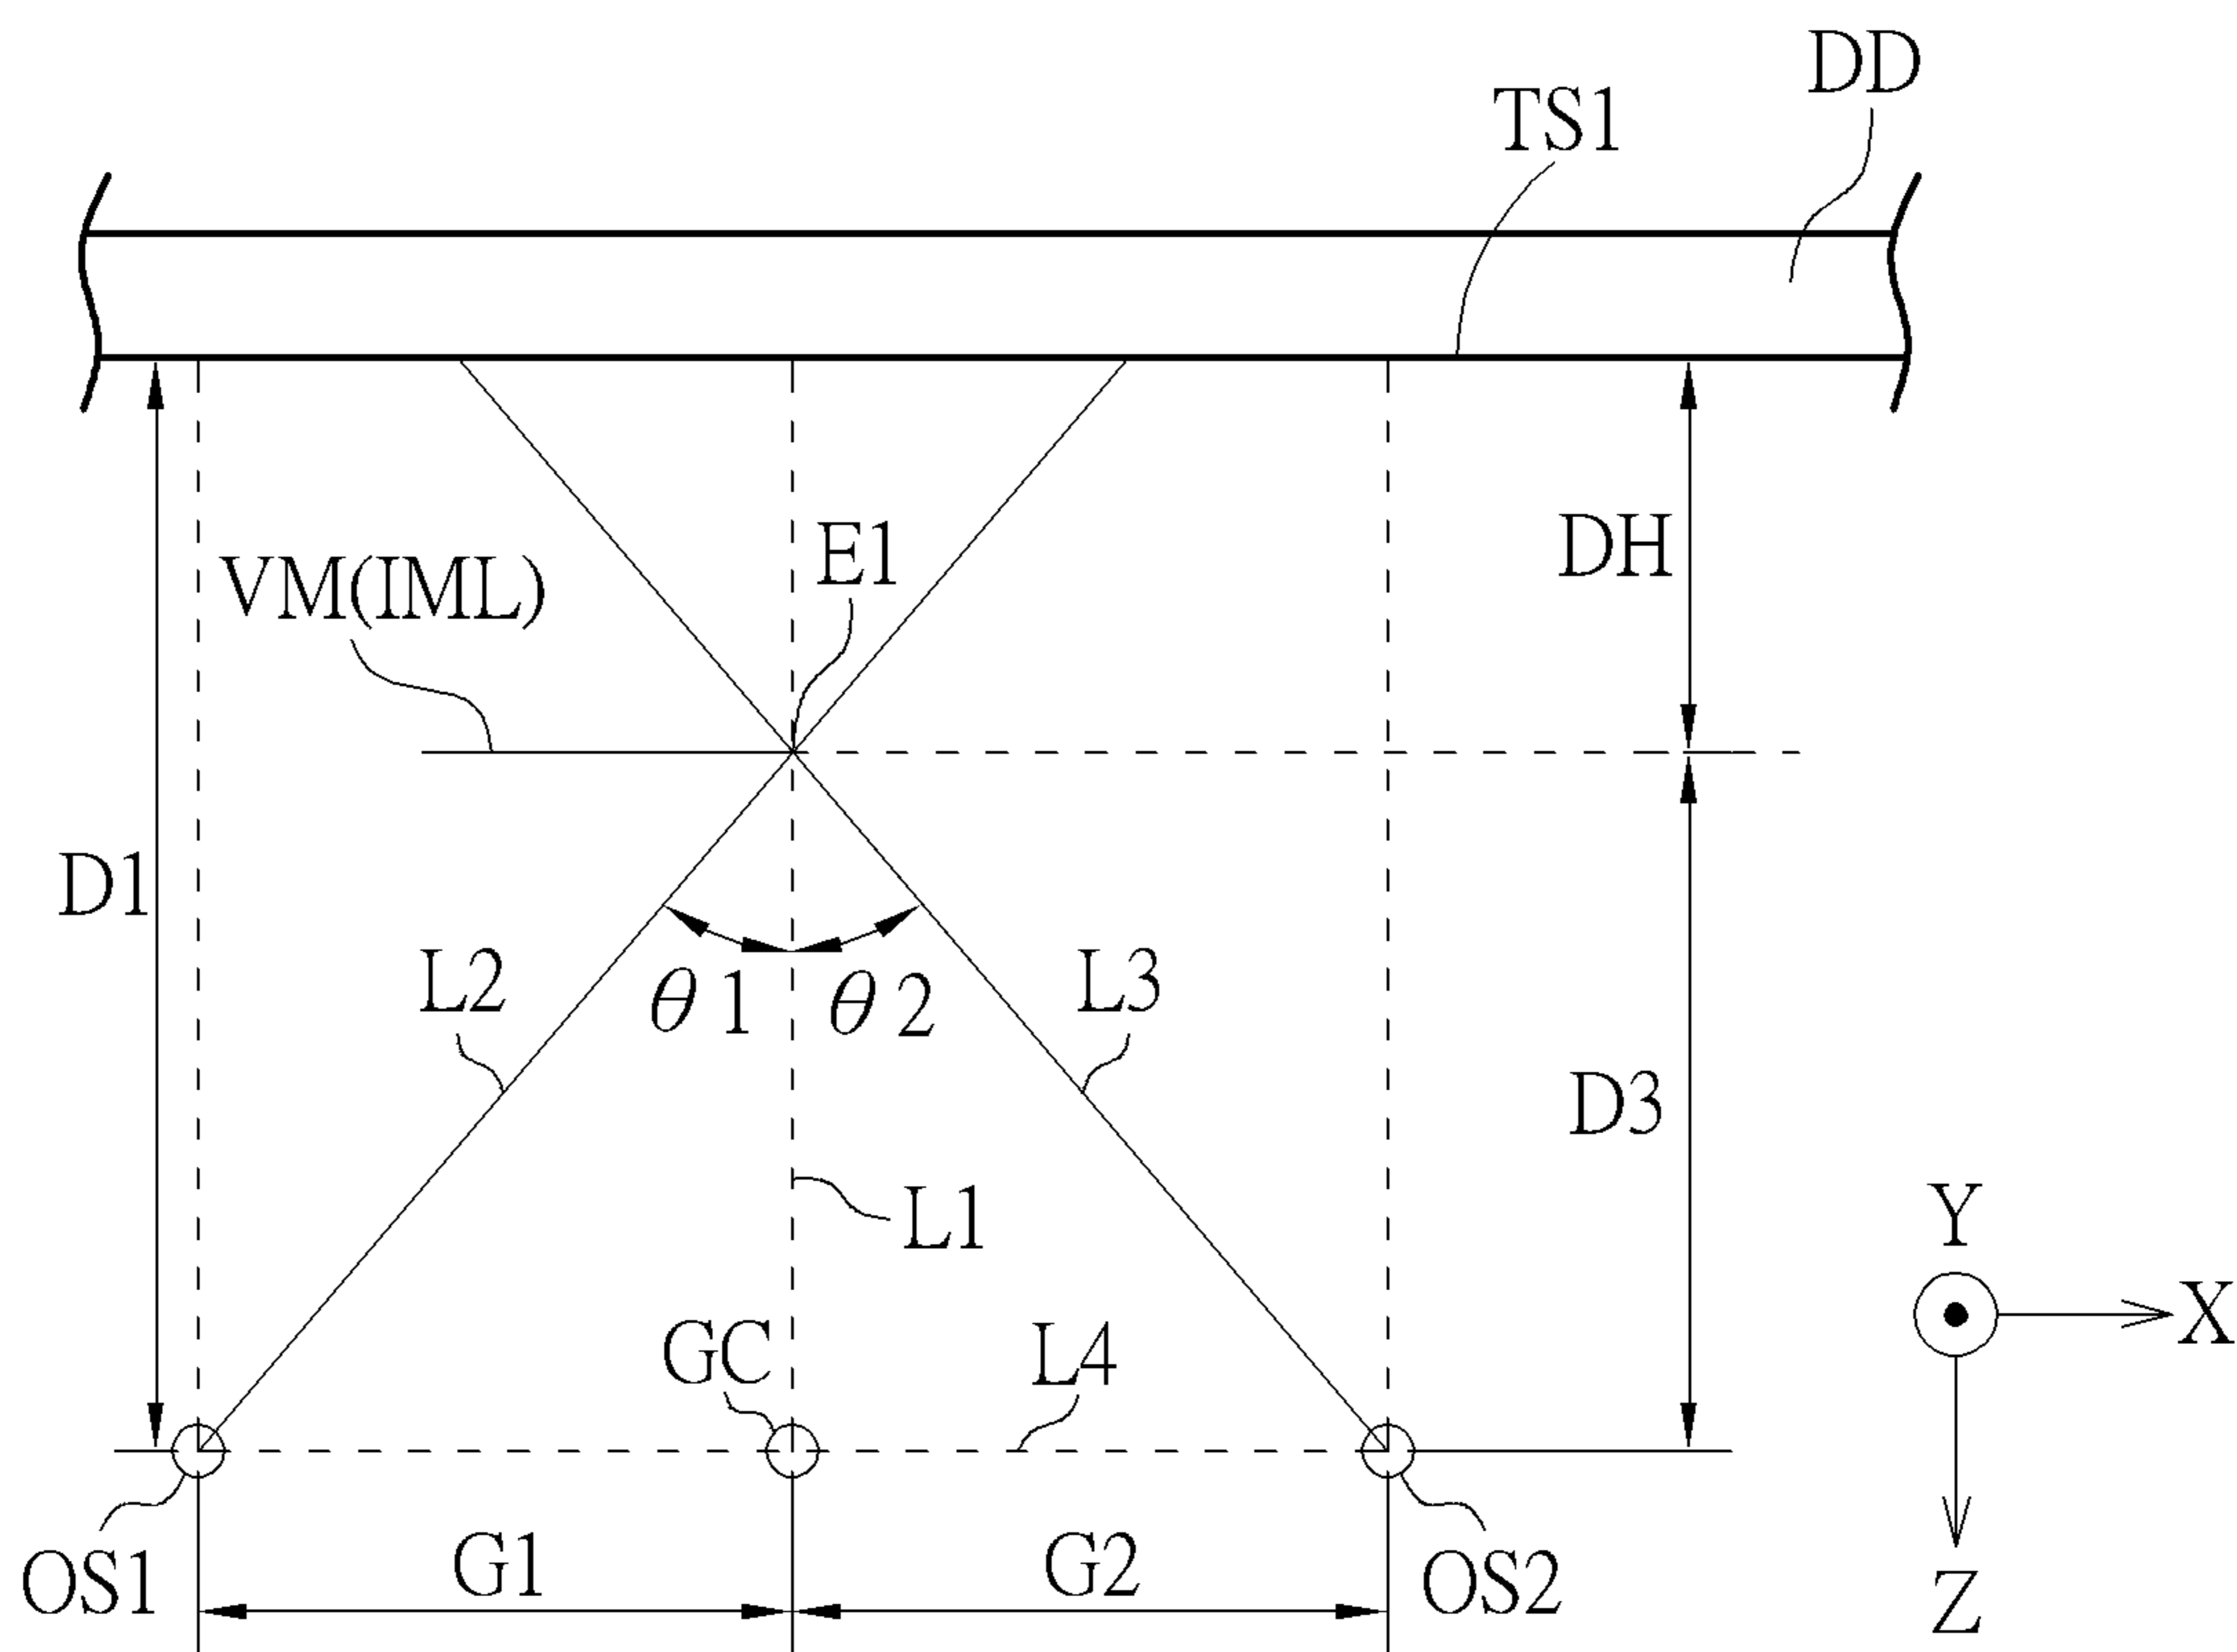 DD
TS1
E1
DH
VM(IML)
D1
L2
θ1
θ2
L3
D3
L1
Y
X
GC
L4
OS1
G1
G2
OS2
Z